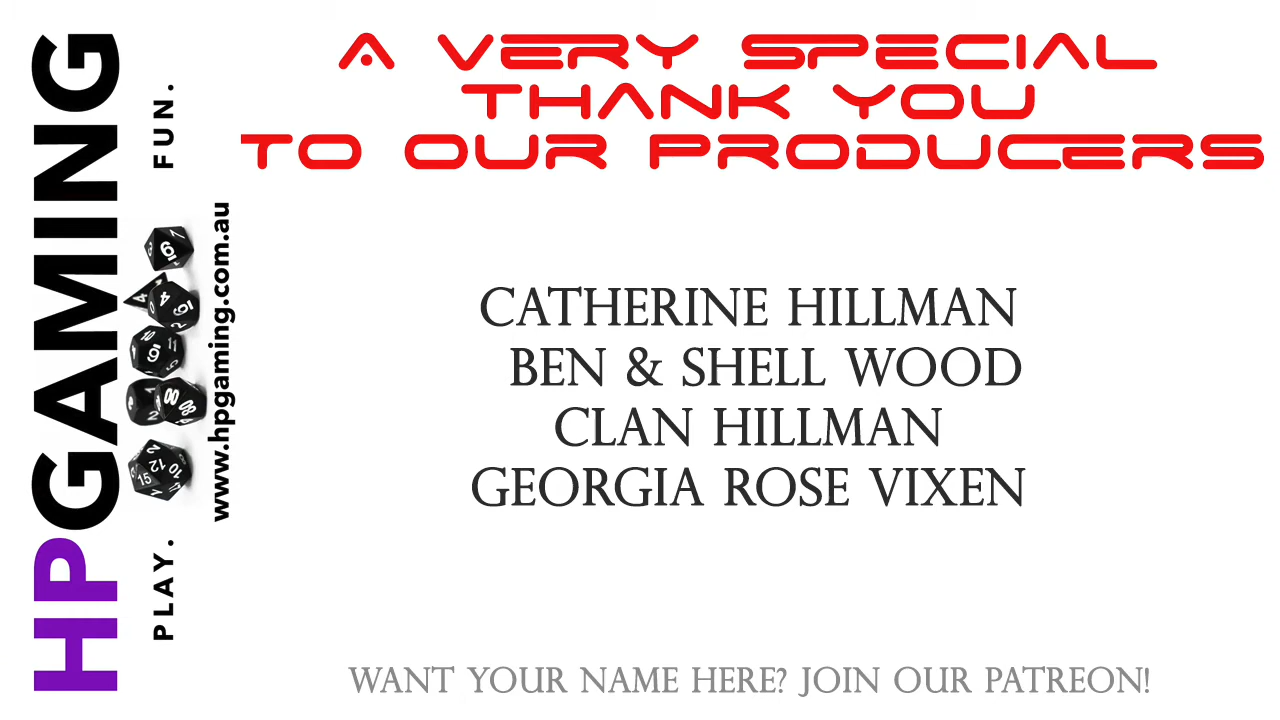 HPGAMING
PLAY. FUN.
www.hpgaming.com.au
A VERY SPECIAL
THANK YOU
TO OUR PRODUCERS
CATHERINE HILLMAN
BEN & SHELL WOOD
CLAN HILLMAN
GEORGIA ROSE VIXEN
WANT YOUR NAME HERE? JOIN OUR PATREON!